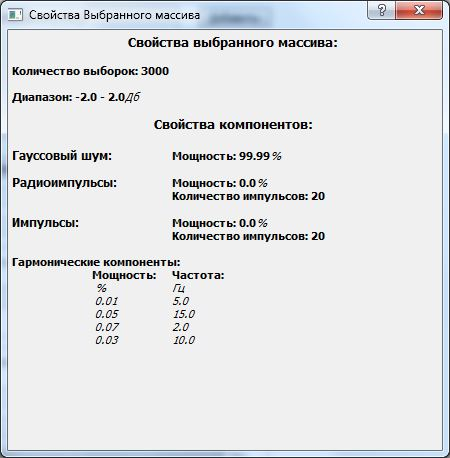 Свойства Выбранного массива
Свойства выбранного массива:
Количество выборок: 3000
Диапазон: -2.0 - 2.0 Дб
Свойства компонентов:
Гауссовый шум: Мощность: 99.99 %
Радиоимпульсы: Мощность: 0.0 %
Количество импульсов: 20
Импульсы: Мощность: 0.0 %
Количество импульсов: 20
Гармонические компоненты:
Мощность: Частота:
% Гц
0.01 5.0
0.05 15.0
0.07 2.0
0.03 10.0